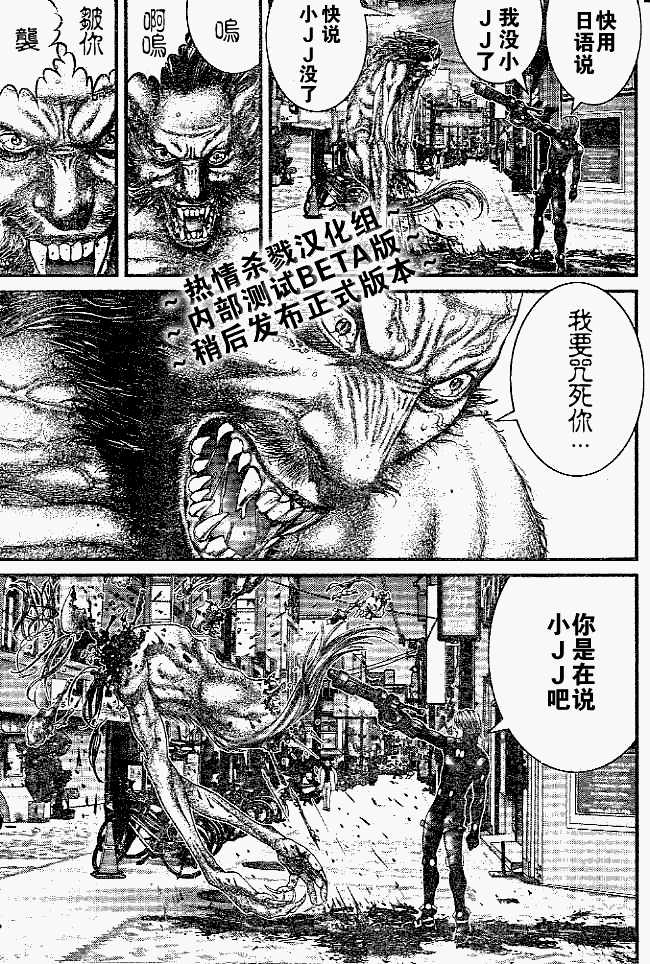 快用
日语说
我没小
ＪＪ了
快说
小ＪＪ没了
嗚
啊嗚
皺你
襲
~热情杀戮汉化组~
~内部测试BETA版~
~稍后发布正式版本~
我要咒死你…
你是在说
小ＪＪ吧